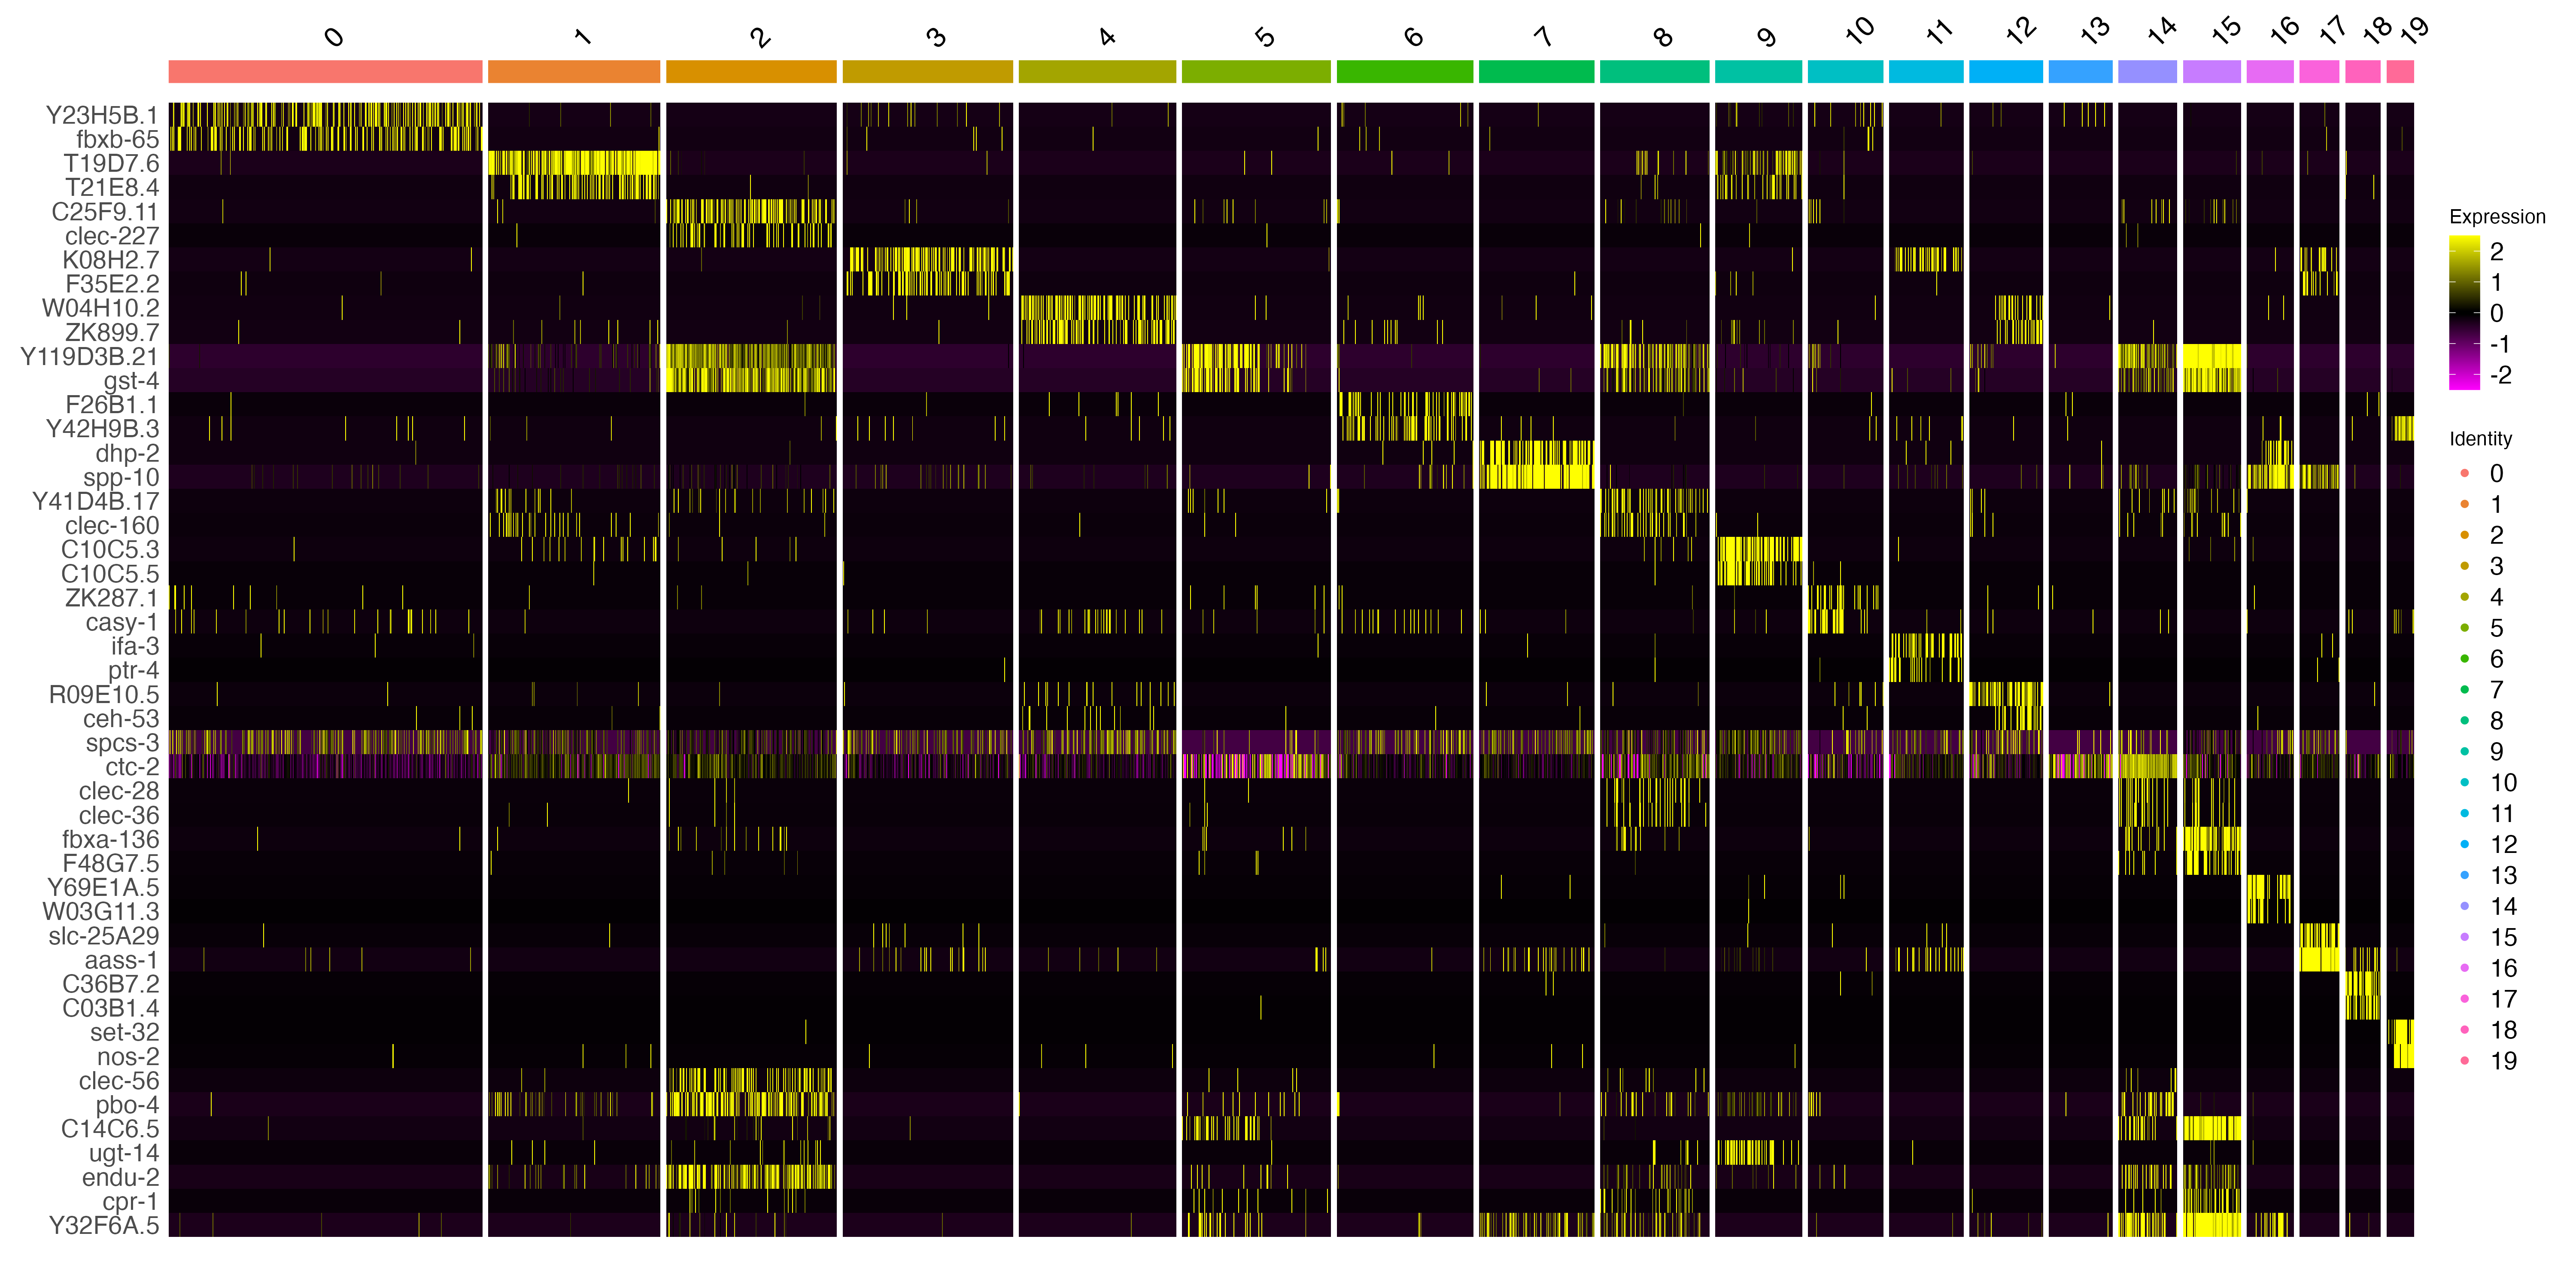 0 1 2 3 4 5 6 7 8 9 10 11 12 13 14 15 16 17 18 19
Y23H5B.1
fbxb-65
T19D7.6
T21E8.4
C25F9.11
clec-227
K08H2.7
F35E2.2
W04H10.2
ZK899.7
Y119D3B.21
gst-4
F26B1.1
Y42H9B.3
dhp-2
spp-10
Y41D4B.17
clec-160
C10C5.3
C10C5.5
ZK287.1
casy-1
ifa-3
ptr-4
R09E10.5
ceh-53
spcs-3
ctc-2
clec-28
clec-36
fbxa-136
F48G7.5
Y69E1A.5
W03G11.3
slc-25A29
aass-1
C36B7.2
C03B1.4
set-32
nos-2
clec-56
pbo-4
C14C6.5
ugt-14
endu-2
cpr-1
Y32F6A.5
Expression
2
1
0
-1
-2
Identity
0
1
2
3
4
5
6
7
8
9
10
11
12
13
14
15
16
17
18
19